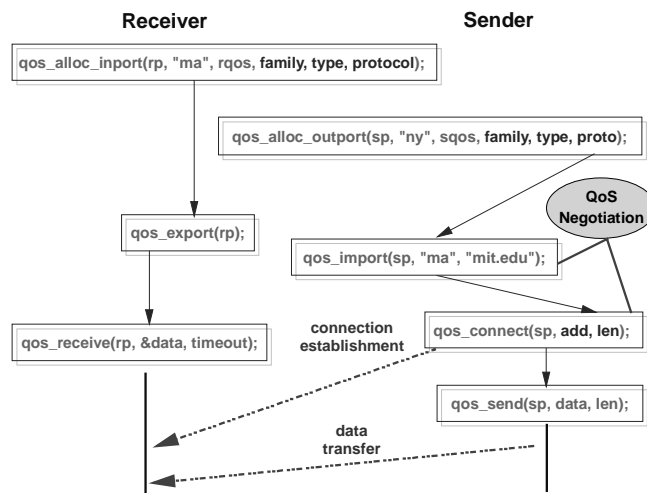 Receiver
Sender
qos_alloc_inport(rp, "ma", rqos, family, type, protocol);
qos_alloc_outport(sp, "ny", sqos, family, type, proto);
QoS
Negotiation
qos_export(rp);
qos_import(sp, "ma", "mit.edu");
qos_receive(rp, &data, timeout);
connection
establishment
qos_connect(sp, add, len);
qos_send(sp, data, len);
data
transfer